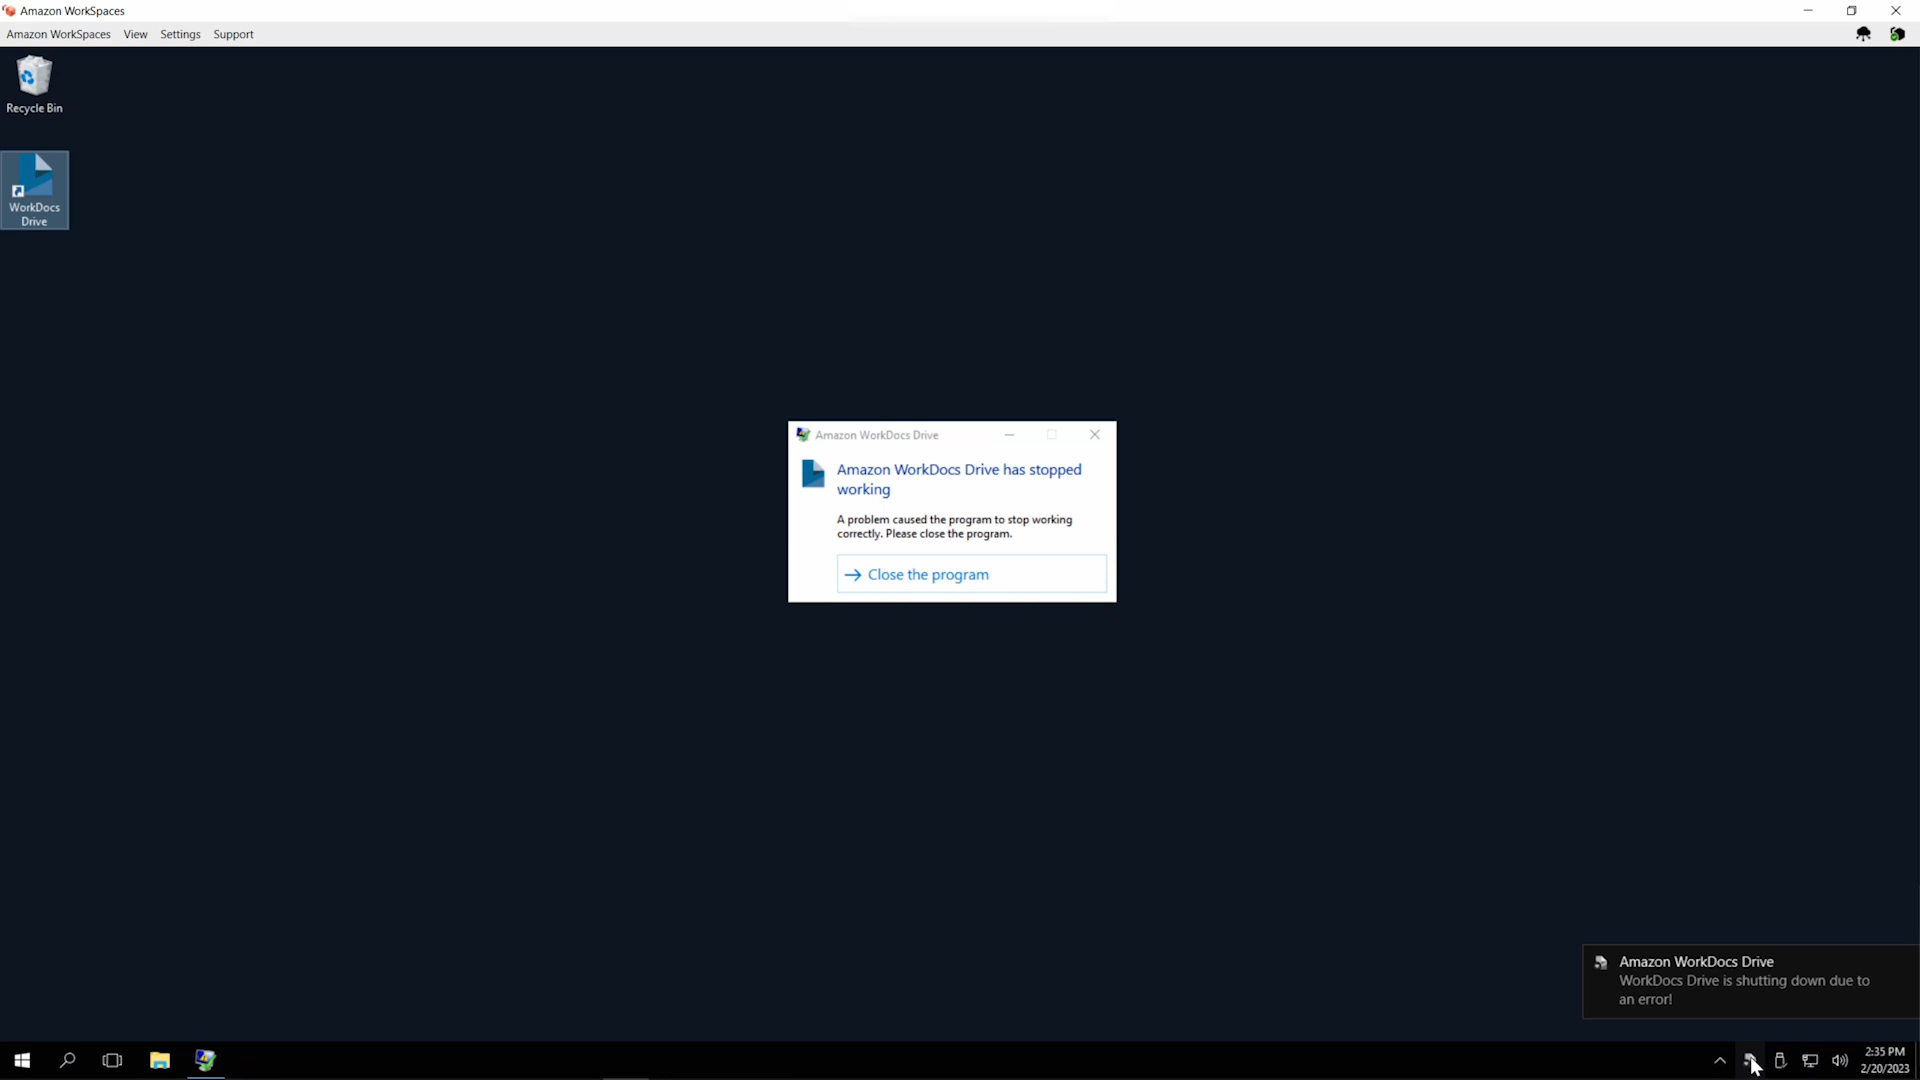 Amazon WorkSpaces
Amazon WorkSpaces View Settings Support
Recycle Bin
WorkDocs
Drive
Amazon WorkDocs Drive
Amazon WorkDocs Drive has stopped
working
A problem caused the program to stop working
correctly. Please close the program.
Close the program
Amazon WorkDocs Drive
WorkDocs Drive is shutting down due to
an error!
2:35 PM
2/20/2023